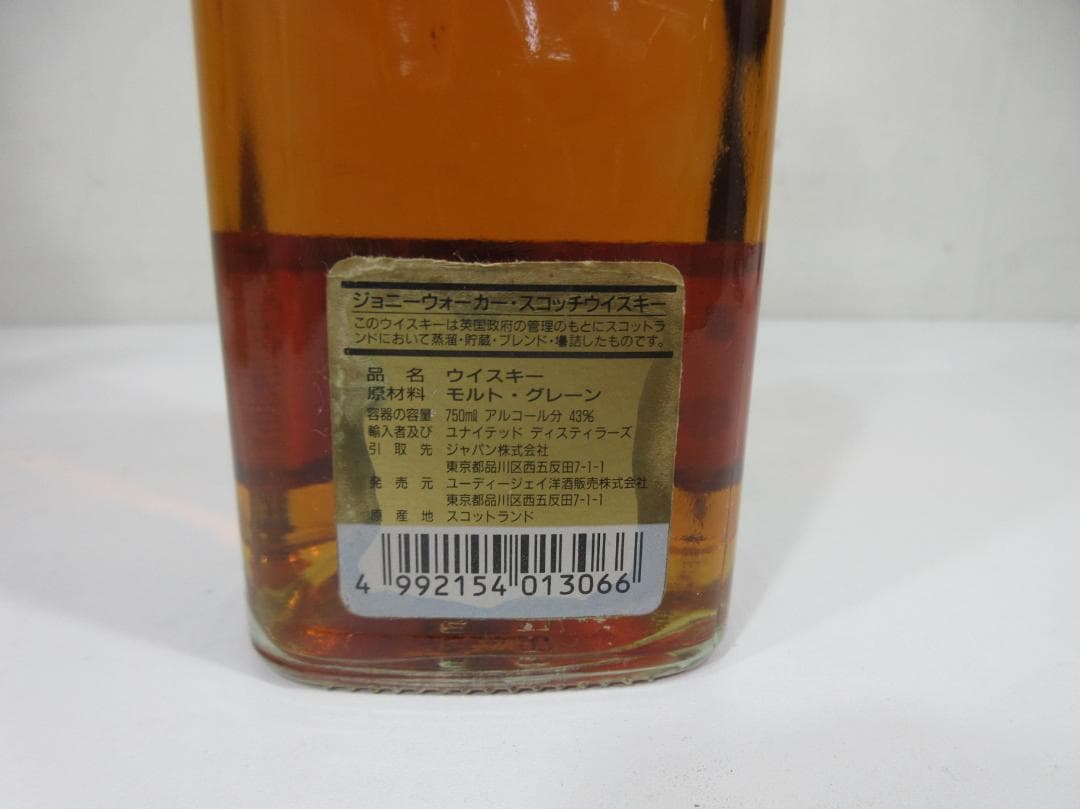 ジョニーウォーカー・スコッチウイスキー
このウイスキーは英国政府の管理のもとにスコットラ
ンドにおいて蒸溜・貯蔵・ブレンド・壜詰したものです。
品名 ウイスキー
原材料 モルト・グレーン
容器の容量 750mℓ アルコール分 43%
輸入者及び ユナイテッド ディスティラーズ
引取先 ジャパン株式会社
東京都品川区西五反田7-1-1
発売元 ユーディージェイ洋酒販売株式会社
東京都品川区西五反田7-1-1
原産地 スコットランド
4 992154 013066